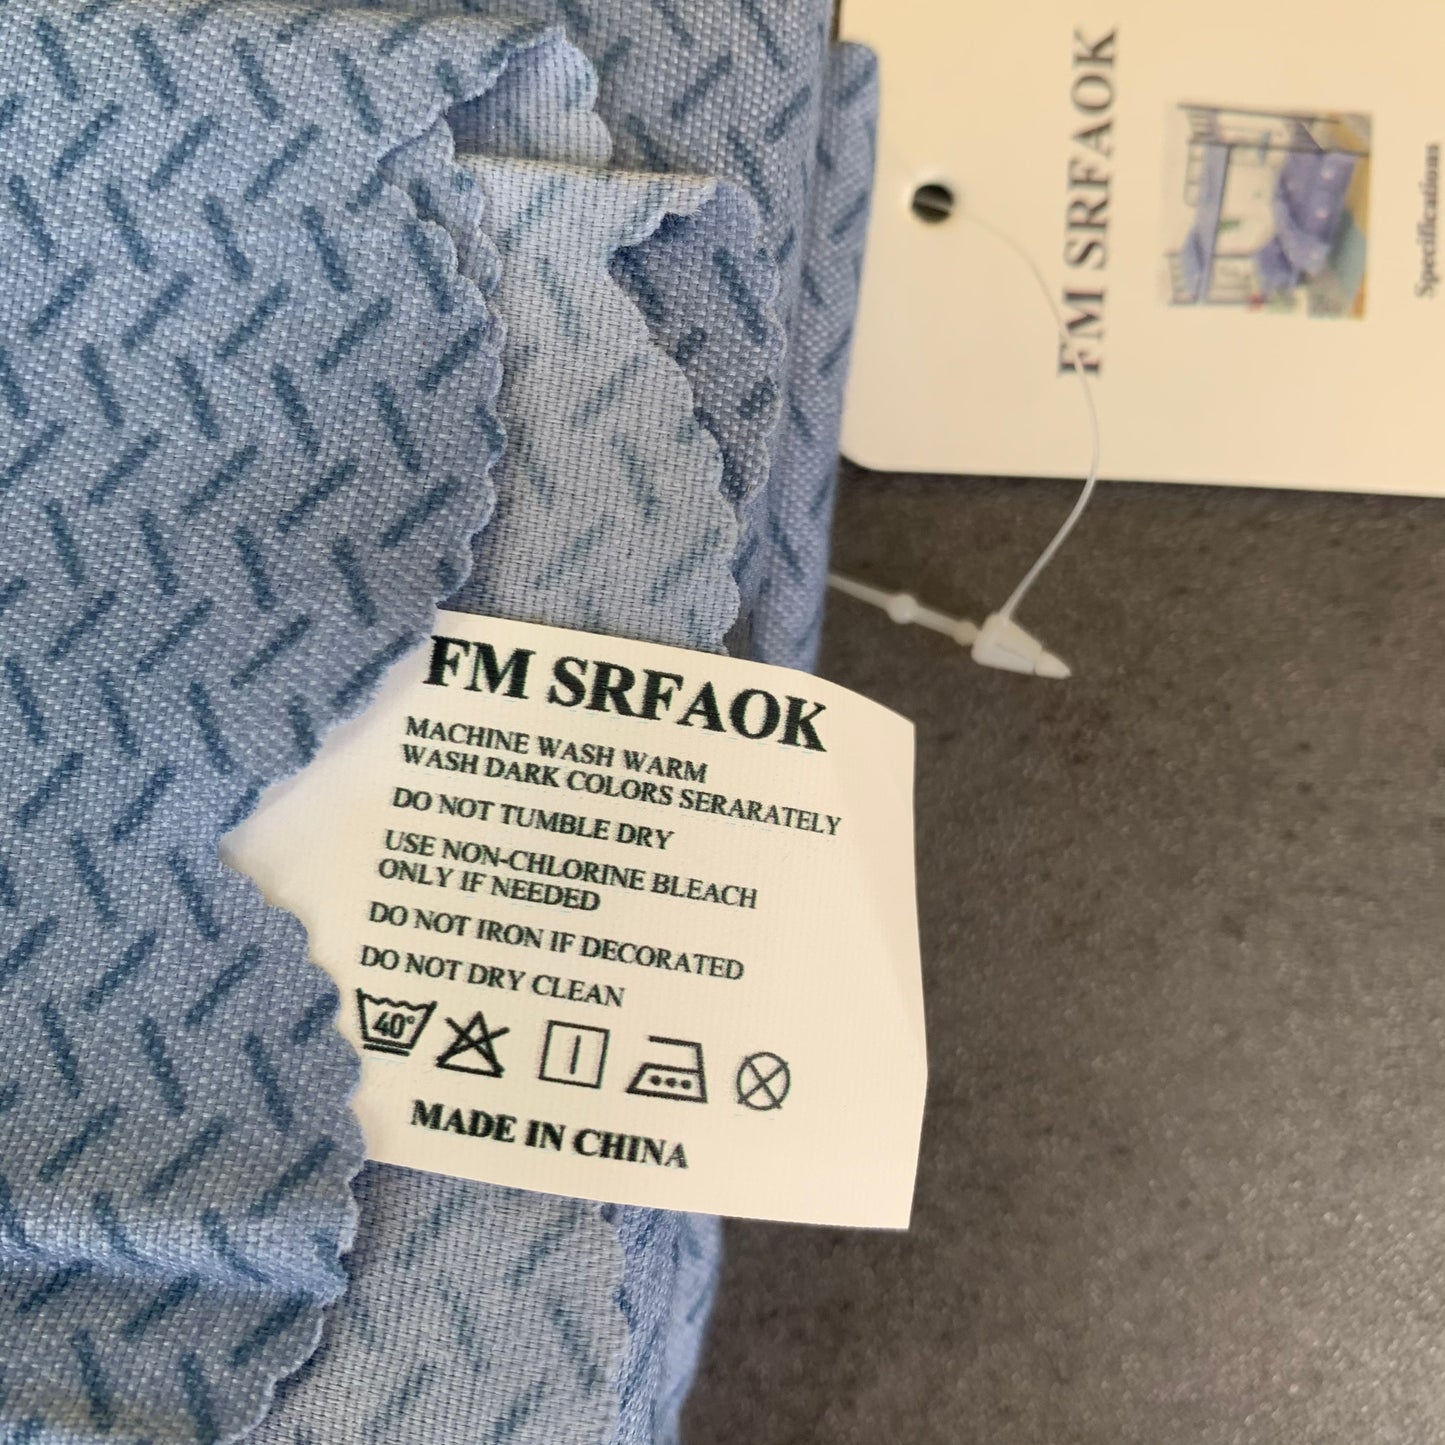 FM SRFAOK
Specifications
FM SRFAOK
MACHINE WASH WARM
WASH DARK COLORS SERARATELY
DO NOT TUMBLE DRY
USE NON-CHLORINE BLEACH
ONLY IF NEEDED
DO NOT IRON IF DECORATED
DO NOT DRY CLEAN
40°
MADE IN CHINA